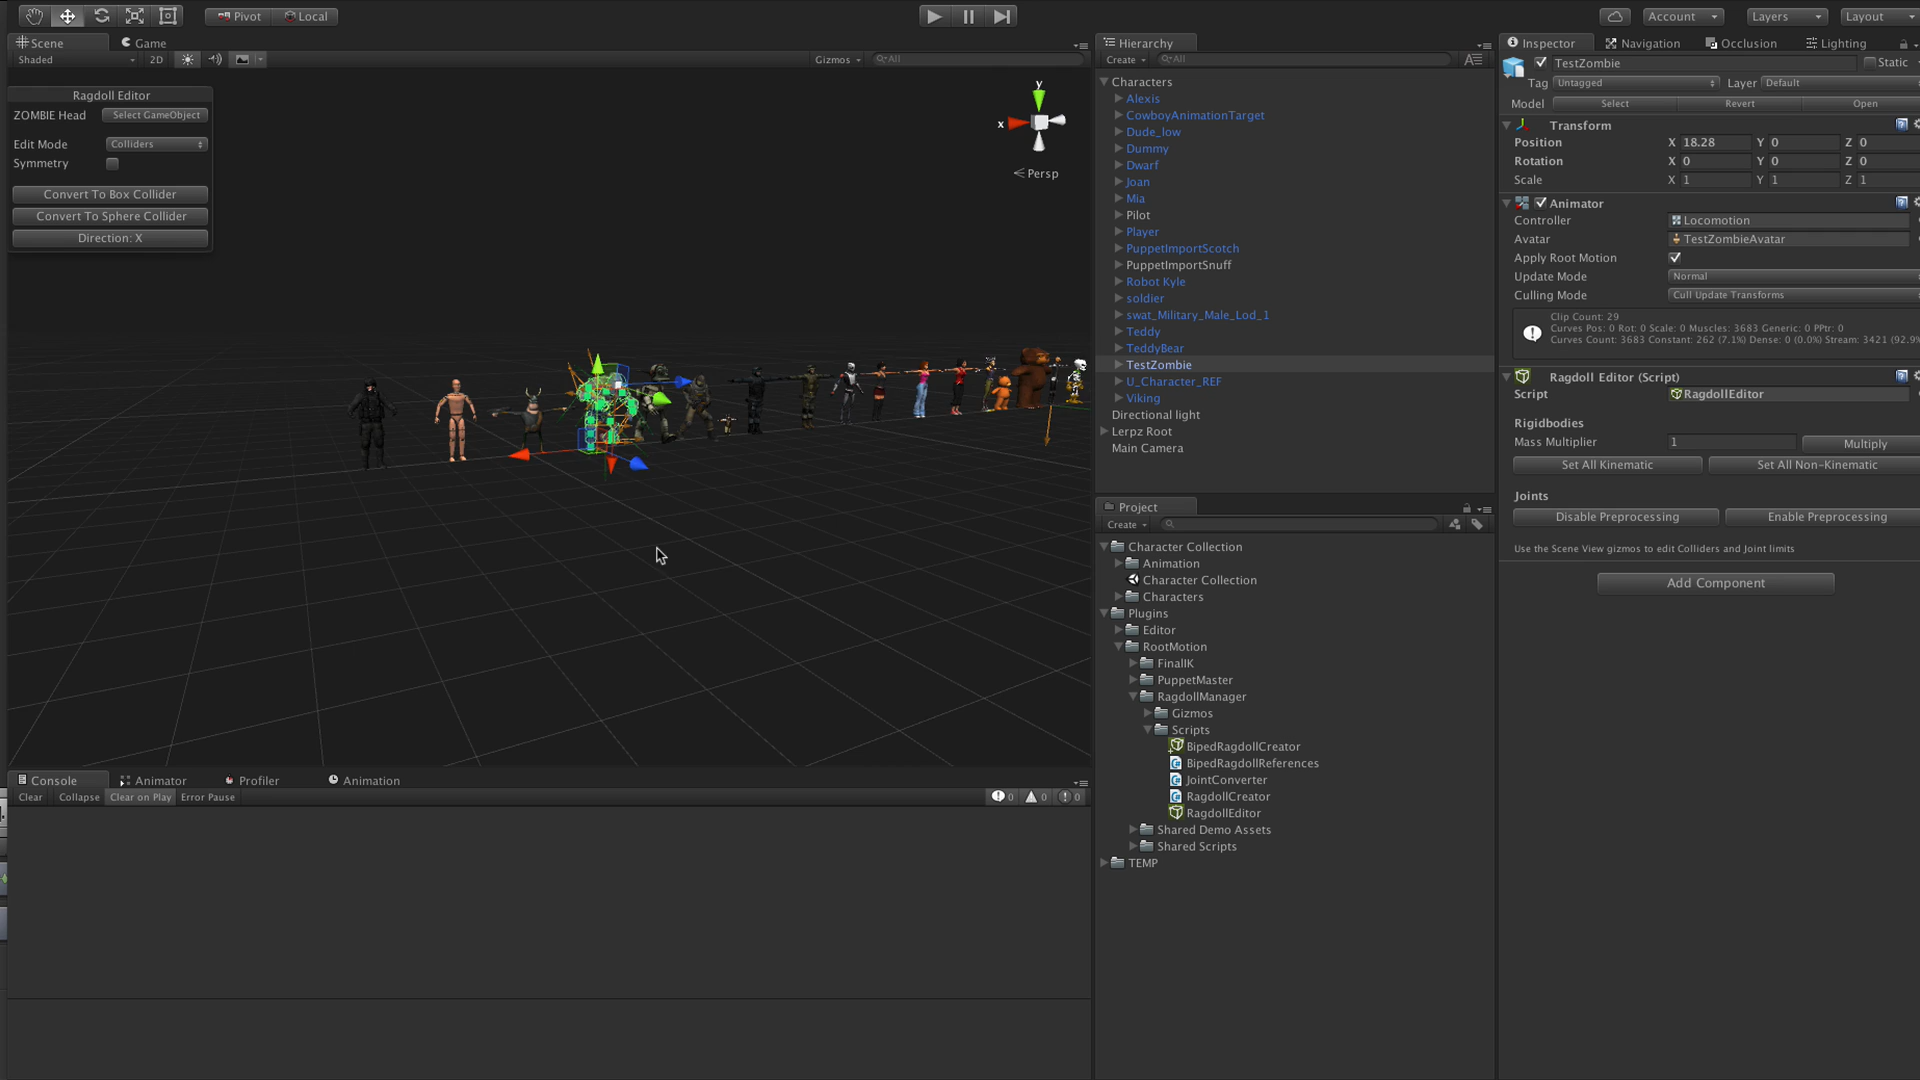 Pivot
Local
Account
Layers
Layout
Scene
Game
Shaded
2D
Gizmos
All
Ragdoll Editor
ZOMBIE Head
Select GameObject
Edit Mode
Colliders
Symmetry
Convert To Box Collider
Convert To Sphere Collider
Direction: X
y
x
Persp
Console
Animator
Profiler
Animation
Clear
Collapse
Clear on Play
Error Pause
0
0
0
Hierarchy
Create
All
Characters
Alexis
CowboyAnimationTarget
Dude_low
Dummy
Dwarf
Joan
Mia
Pilot
Player
PuppetImportScotch
PuppetImportSnuff
Robot Kyle
soldier
swat_Military_Male_Lod_1
Teddy
TeddyBear
TestZombie
U_Character_REF
Viking
Directional light
Lerpz Root
Main Camera
Project
Create
Character Collection
Animation
Character Collection
Characters
Plugins
Editor
RootMotion
FinalIK
PuppetMaster
RagdollManager
Gizmos
Scripts
BipedRagdollCreator
BipedRagdollReferences
JointConverter
RagdollCreator
RagdollEditor
Shared Demo Assets
Shared Scripts
TEMP
Inspector
Navigation
Occlusion
Lighting
TestZombie
Static
Tag Untagged Layer Default
Model Select Revert Open
Transform
Position X 18.28 Y 0 Z 0
Rotation X 0 Y 0 Z 0
Scale X 1 Y 1 Z 1
Animator
Controller Locomotion
Avatar TestZombieAvatar
Apply Root Motion
Update Mode Normal
Culling Mode Cull Update Transforms
Clip Count: 29
Curves Pos: 0 Rot: 0 Scale: 0 Muscles: 3683 Generic: 0 PPtr: 0
Curves Count: 3683 Constant: 262 (7.1%) Dense: 0 (0.0%) Stream: 3421 (92.9%
Ragdoll Editor (Script)
Script RagdollEditor
Rigidbodies
Mass Multiplier 1 Multiply
Set All Kinematic Set All Non-Kinematic
Joints
Disable Preprocessing Enable Preprocessing
Use the Scene View gizmos to edit Colliders and Joint limits
Add Component